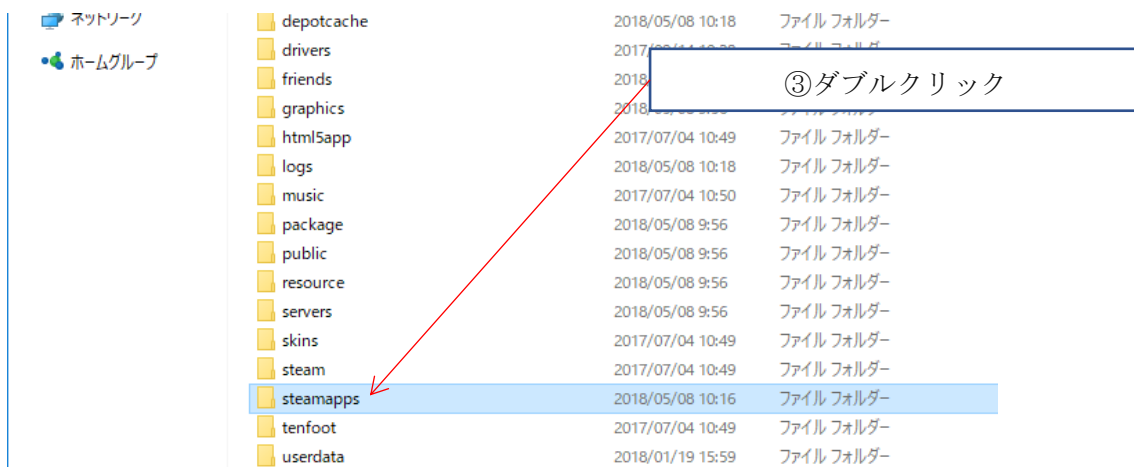 ネットワーク
ホームグループ
depotcache 2018/05/08 10:18 ファイル フォルダー
drivers 2017/
friends 2018
③ダブルクリック
graphics
html5app 2017/07/04 10:49 ファイル フォルダー
logs 2018/05/08 10:18 ファイル フォルダー
music 2017/07/04 10:50 ファイル フォルダー
package 2018/05/08 9:56 ファイル フォルダー
public 2018/05/08 9:56 ファイル フォルダー
resource 2018/05/08 9:56 ファイル フォルダー
servers 2018/05/08 9:56 ファイル フォルダー
skins 2017/07/04 10:49 ファイル フォルダー
steam 2017/07/04 10:49 ファイル フォルダー
steamapps 2018/05/08 10:16 ファイル フォルダー
tenfoot 2017/07/04 10:49 ファイル フォルダー
userdata 2018/01/19 15:59 ファイル フォルダー